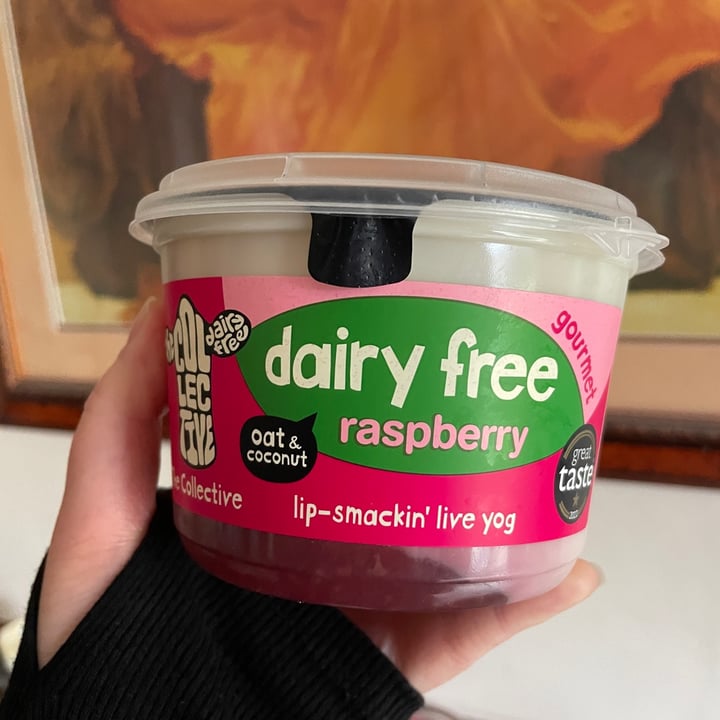 the
COL
LEC
TIVE
dairy
free
dairy free
raspberry
gourmet
oat &
coconut
great
taste
The Collective
lip-smackin' live yog